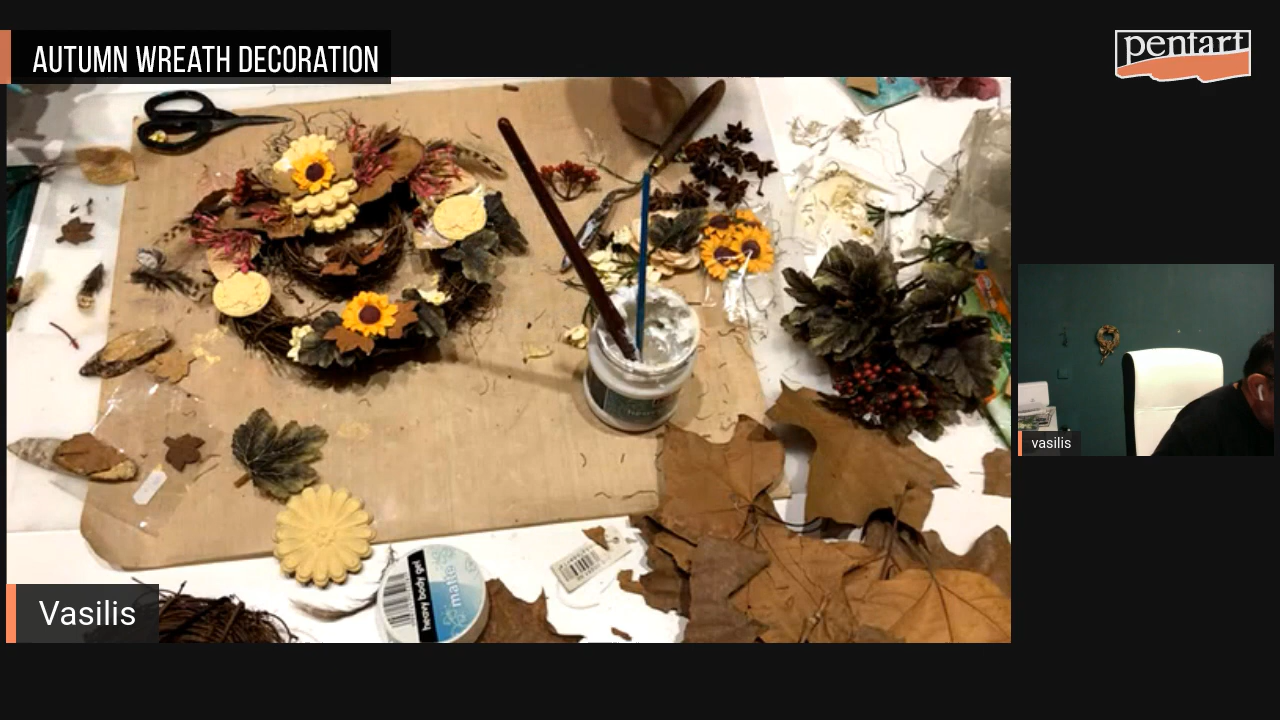 AUTUMN WREATH DECORATION
pentart
vasilis
heavy body gel
matte
Vasilis